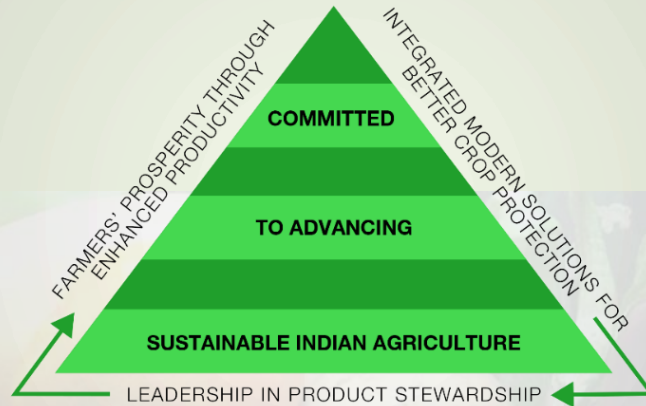 FARMERS' PROSPERITY THROUGH
ENHANCED PRODUCTIVITY
INTEGRATED MODERN SOLUTIONS FOR
BETTER CROP PROTECTION
COMMITTED
TO ADVANCING
SUSTAINABLE INDIAN AGRICULTURE
LEADERSHIP IN PRODUCT STEWARDSHIP